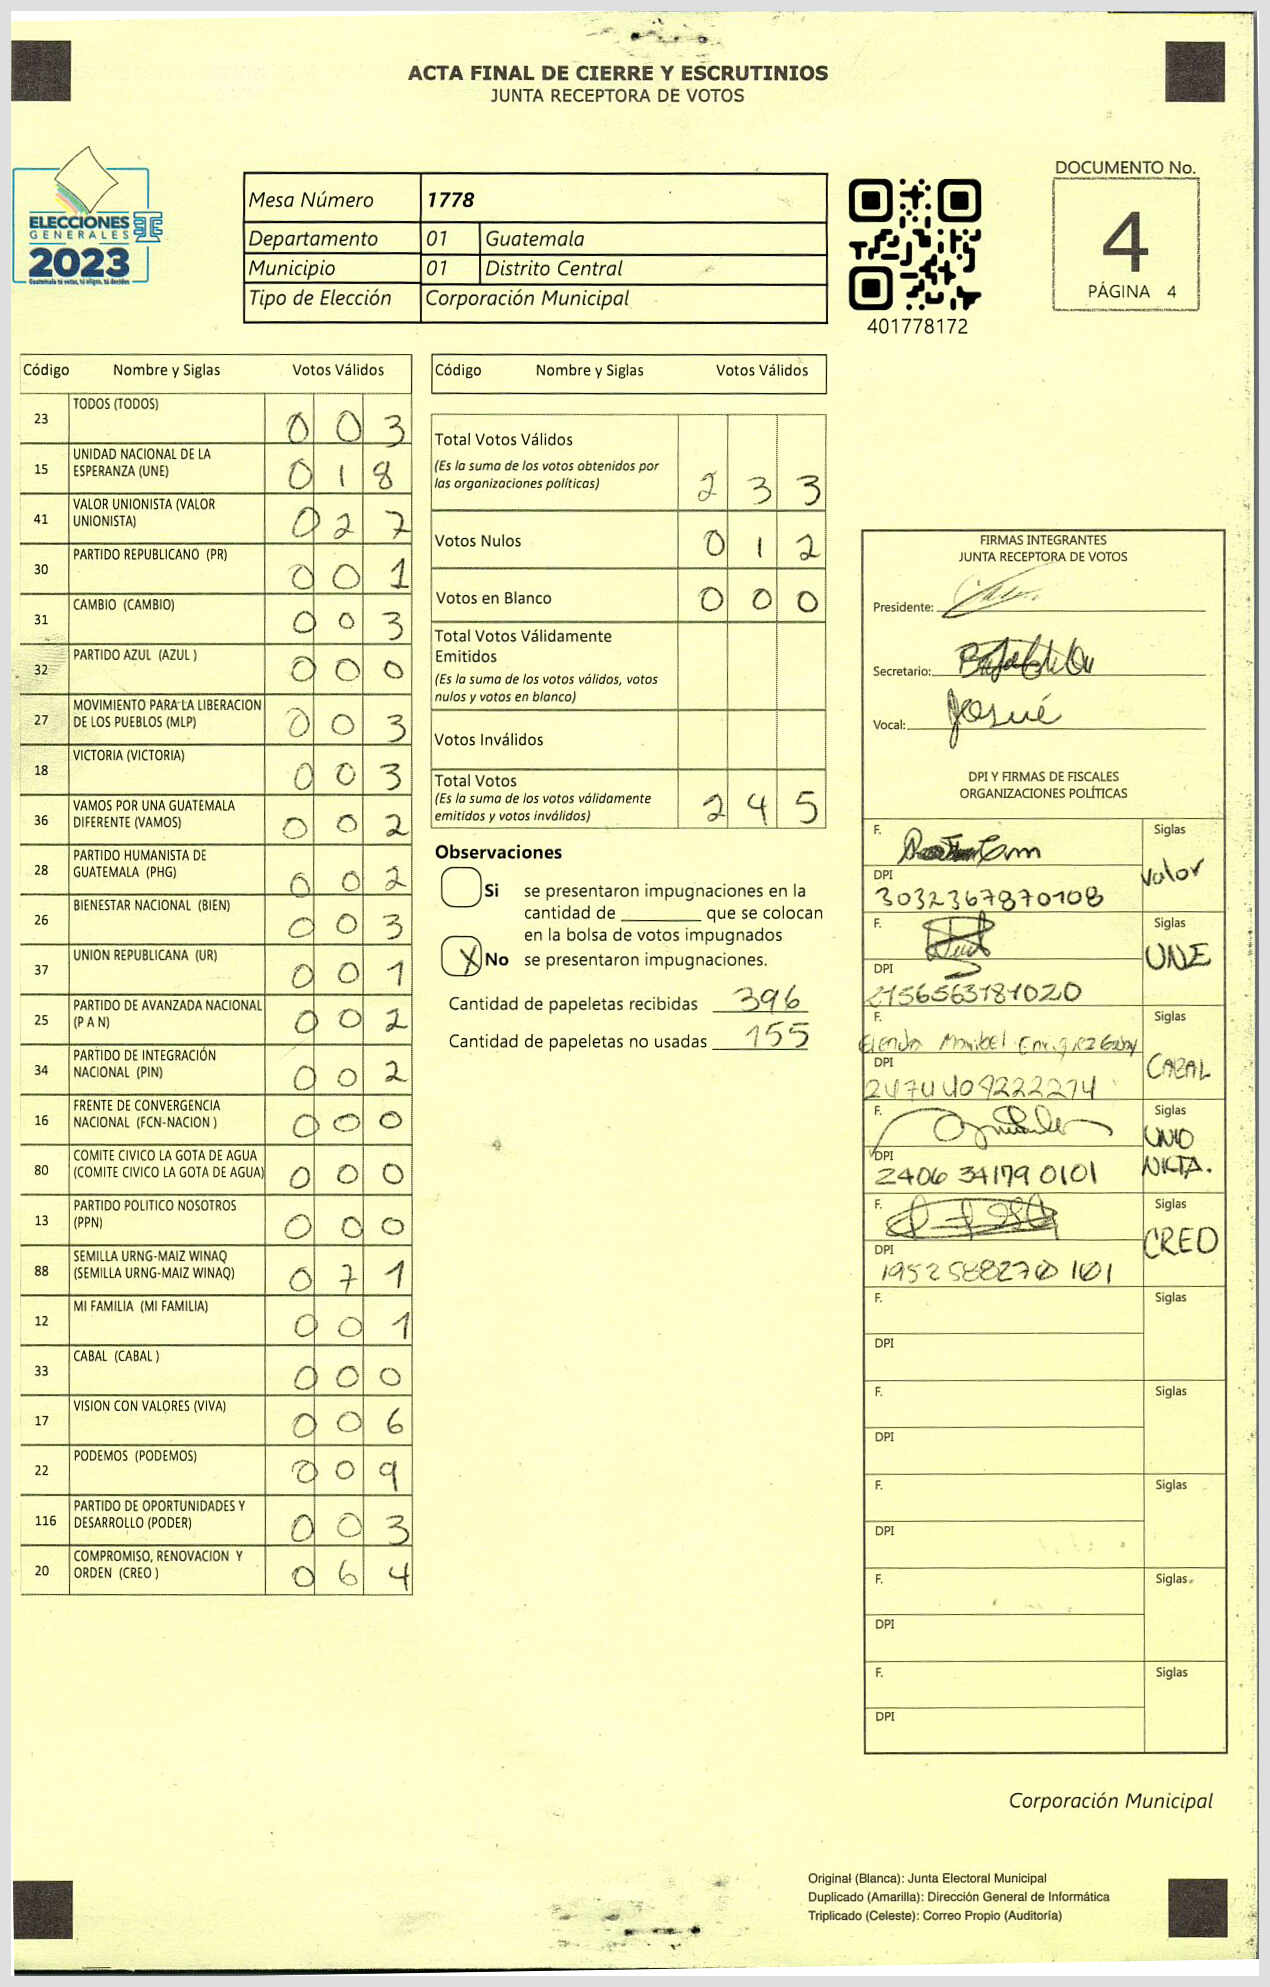 ACTA FINAL DE CIERRE Y ESCRUTINIOS
JUNTA RECEPTORA DE VOTOS
ELECCIONES
GENERALES
2023
Guatemala tú votas, tú eliges, tú decides
Mesa Número 1778
Departamento 01 Guatemala
Municipio 01 Distrito Central
Tipo de Elección Corporación Municipal
401778172
DOCUMENTO No.
4
PÁGINA 4
Código Nombre y Siglas Votos Válidos
23 TODOS (TODOS) 0 0 3
15 UNIDAD NACIONAL DE LA
ESPERANZA (UNE) 0 1 8
41 VALOR UNIONISTA (VALOR
UNIONISTA) 0 2 7
30 PARTIDO REPUBLICANO (PR) 0 0 1
31 CAMBIO (CAMBIO) 0 0 3
32 PARTIDO AZUL (AZUL ) 0 0 0
27 MOVIMIENTO PARA LA LIBERACION
DE LOS PUEBLOS (MLP) 0 0 3
18 VICTORIA (VICTORIA) 0 0 3
36 VAMOS POR UNA GUATEMALA
DIFERENTE (VAMOS) 0 0 2
28 PARTIDO HUMANISTA DE
GUATEMALA (PHG) 0 0 2
26 BIENESTAR NACIONAL (BIEN) 0 0 3
37 UNION REPUBLICANA (UR) 0 0 1
25 PARTIDO DE AVANZADA NACIONAL
(P A N) 0 0 2
34 PARTIDO DE INTEGRACIÓN
NACIONAL (PIN) 0 0 2
16 FRENTE DE CONVERGENCIA
NACIONAL (FCN-NACION ) 0 0 0
80 COMITE CIVICO LA GOTA DE AGUA
(COMITE CIVICO LA GOTA DE AGUA) 0 0 0
13 PARTIDO POLITICO NOSOTROS
(PPN) 0 0 0
88 SEMILLA URNG-MAIZ WINAQ
(SEMILLA URNG-MAIZ WINAQ) 0 7 1
12 MI FAMILIA (MI FAMILIA) 0 0 1
33 CABAL (CABAL ) 0 0 0
17 VISION CON VALORES (VIVA) 0 0 6
22 PODEMOS (PODEMOS) 0 0 9
116 PARTIDO DE OPORTUNIDADES Y
DESARROLLO (PODER) 0 0 3
20 COMPROMISO, RENOVACION Y
ORDEN (CREO ) 0 6 4
Código Nombre y Siglas Votos Válidos
Total Votos Válidos
(Es la suma de los votos obtenidos por
las organizaciones políticas) 2 3 3
Votos Nulos 0 1 2
Votos en Blanco 0 0 0
Total Votos Válidamente
Emitidos
(Es la suma de los votos válidos, votos
nulos y votos en blanco)
Votos Inválidos
Total Votos
(Es la suma de los votos válidamente
emitidos y votos inválidos) 2 4 5
Observaciones
Si se presentaron impugnaciones en la
cantidad de ________ que se colocan
en la bolsa de votos impugnados
X No se presentaron impugnaciones.
Cantidad de papeletas recibidas 396
Cantidad de papeletas no usadas 155
FIRMAS INTEGRANTES
JUNTA RECEPTORA DE VOTOS
Presidente:
Secretario:
Vocal: Josué
DPI Y FIRMAS DE FISCALES
ORGANIZACIONES POLÍTICAS
F. Siglas
Valor
DPI
3032367870108
F. Siglas
UNE
DPI
F. Siglas
Maribel
CABAL
DPI
F. Siglas
UNIO
NISTA.
DPI
2406 34179 0101
F. Siglas
CREO
DPI
F. Siglas
DPI
F. Siglas
DPI
F. Siglas
DPI
F. Siglas
DPI
F. Siglas
DPI
Corporación Municipal
Original (Blanca): Junta Electoral Municipal
Duplicado (Amarilla): Dirección General de Informática
Triplicado (Celeste): Correo Propio (Auditoría)